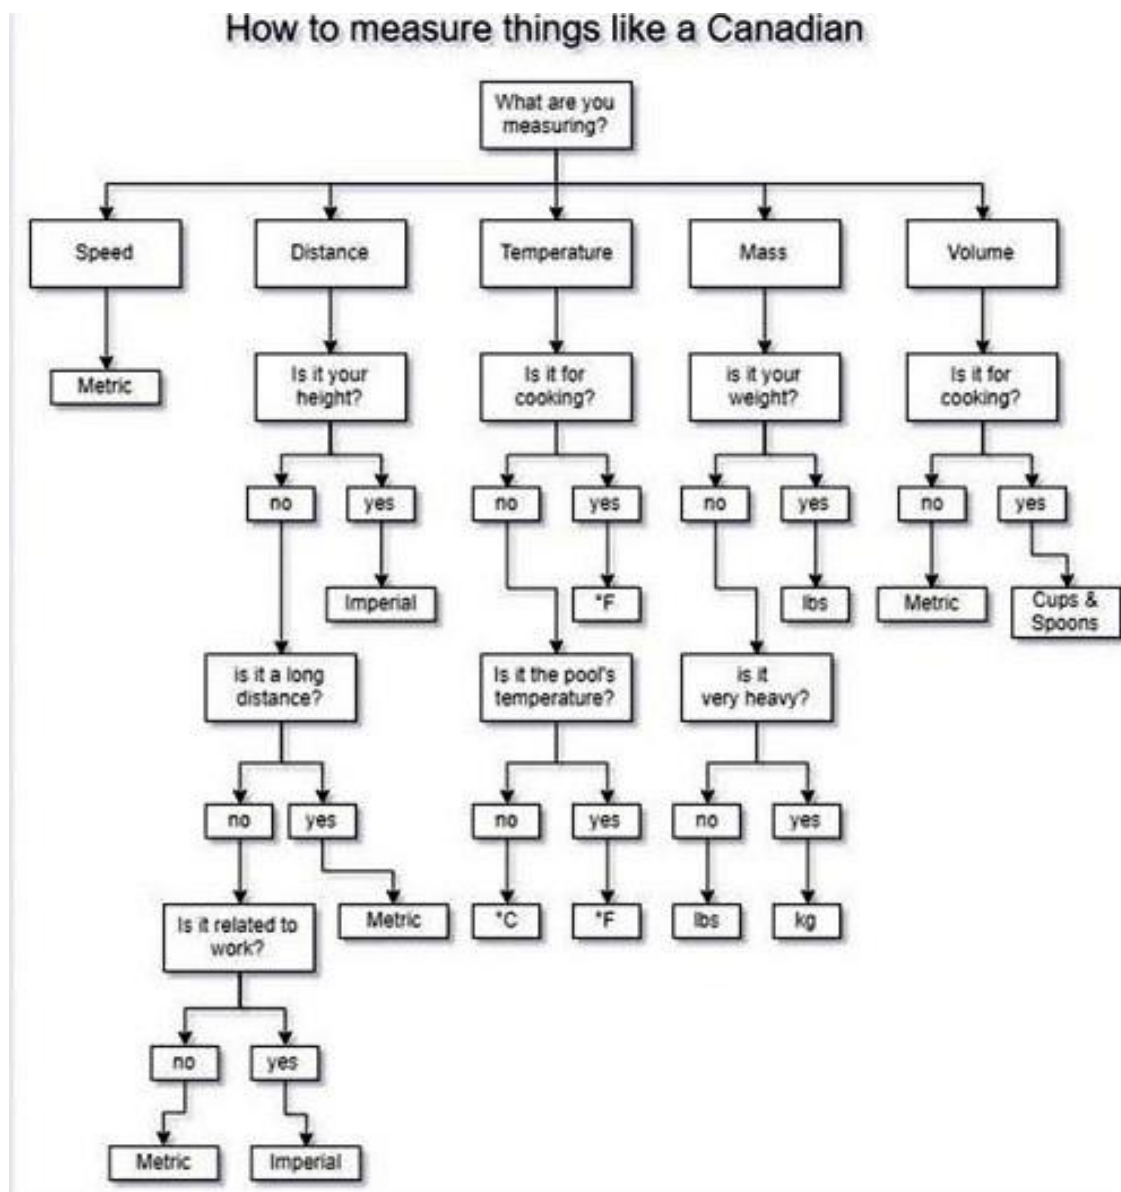 How to measure things like a Canadian
What are you
measuring?
Speed
Distance
Temperature
Mass
Volume
Metric
Is it your
height?
Is it for
cooking?
is it your
weight?
Is it for
cooking?
no
yes
no
yes
no
yes
no
yes
Imperial
°F
lbs
Metric
Cups &
Spoons
is it a long
distance?
Is it the pool's
temperature?
is it
very heavy?
no
yes
no
yes
no
yes
Is it related to
work?
Metric
°C
°F
lbs
kg
no
yes
Metric
Imperial